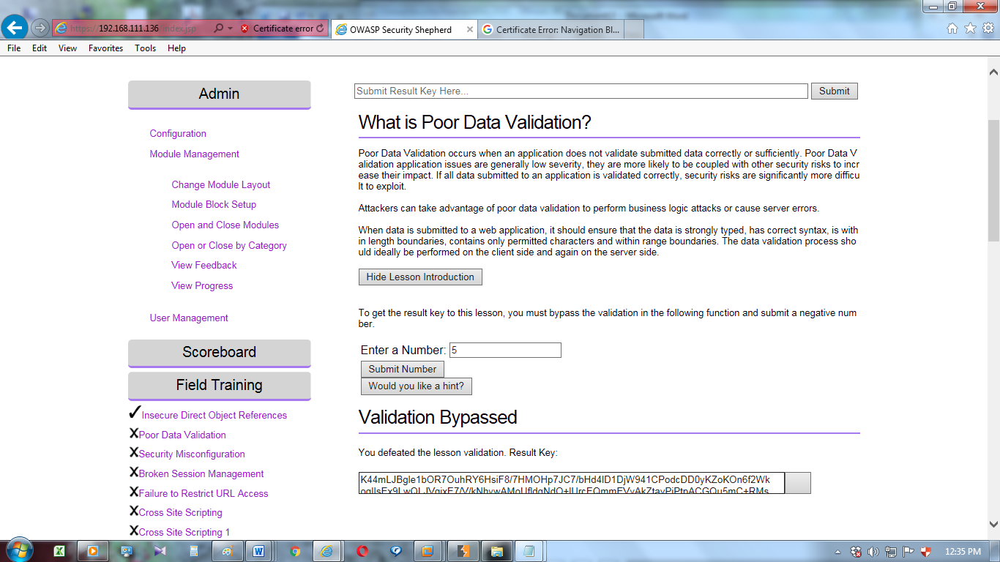 https://192.168.111.136/index.jsp
Certificate error
OWASP Security Shepherd
Certificate Error: Navigation Bl...
File Edit View Favorites Tools Help
Admin
Configuration
Module Management
Change Module Layout
Module Block Setup
Open and Close Modules
Open or Close by Category
View Feedback
View Progress
User Management
Scoreboard
Field Training
Insecure Direct Object References
Poor Data Validation
Security Misconfiguration
Broken Session Management
Failure to Restrict URL Access
Cross Site Scripting
Cross Site Scripting 1
Submit Result Key Here...
Submit
What is Poor Data Validation?
Poor Data Validation occurs when an application does not validate submitted data correctly or sufficiently. Poor Data V
alidation application issues are generally low severity, they are more likely to be coupled with other security risks to incr
ease their impact. If all data submitted to an application is validated correctly, security risks are significantly more difficu
lt to exploit.
Attackers can take advantage of poor data validation to perform business logic attacks or cause server errors.
When data is submitted to a web application, it should ensure that the data is strongly typed, has correct syntax, is with
in length boundaries, contains only permitted characters and within range boundaries. The data validation process sho
uld ideally be performed on the client side and again on the server side.
Hide Lesson Introduction
To get the result key to this lesson, you must bypass the validation in the following function and submit a negative num
ber.
Enter a Number: 5
Submit Number
Would you like a hint?
Validation Bypassed
You defeated the lesson validation. Result Key:
12:35 PM